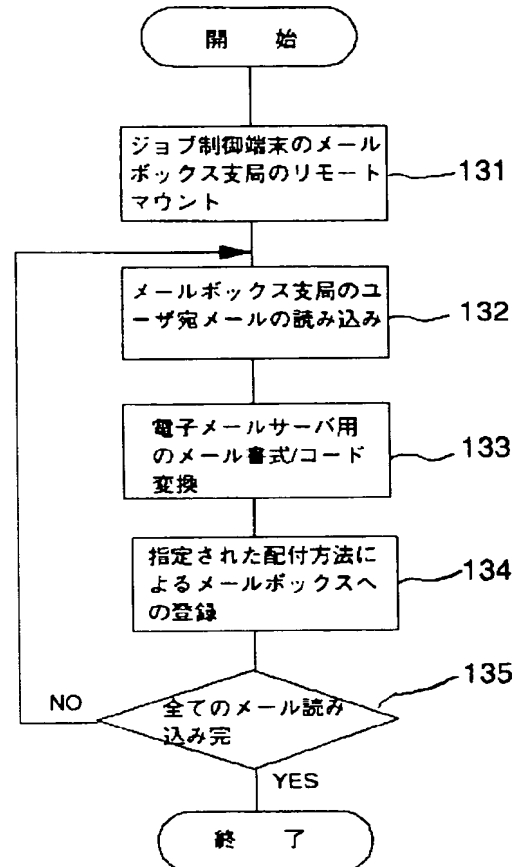 開 始
ジョブ制御端末のメール
ボックス支局のリモート
マウント
131
メールボックス支局のユ
ーザ宛メールの読み込み
132
電子メールサーバ用
のメール書式/コード
変換
133
指定された配付方法に
よるメールボックスへ
の登録
134
135
NO
全てのメール読み
込み完
YES
終 了